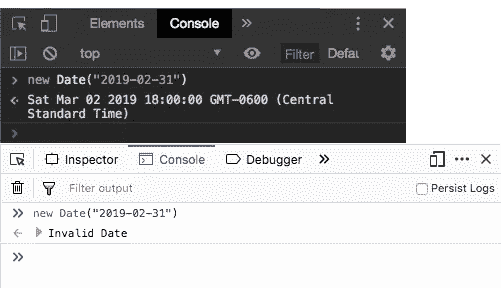 Elements Console »
top Filter Defau
> new Date("2019-02-31")
Sat Mar 02 2019 18:00:00 GMT-0600 (Central
Standard Time)
>
Inspector Console Debugger »
Filter output Persist Logs
» new Date("2019-02-31")
Invalid Date
»